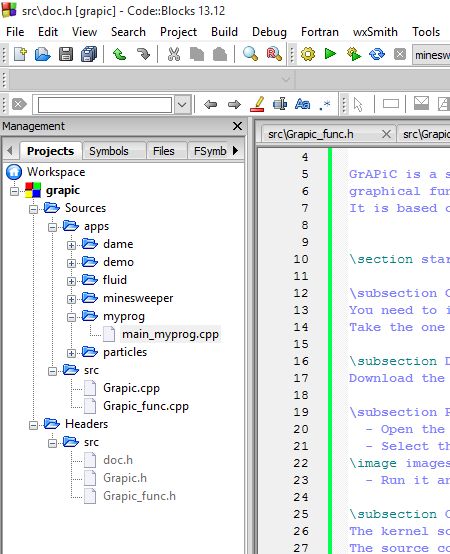 src\doc.h [grapic] - Code::Blocks 13.12
File Edit View Search Project Build Debug Fortran wxSmith
minesw
Aa .*
Management
Projects Symbols Files FSymb
src\Grapic_func.h
src\Grapic
Workspace
grapic
Sources
apps
dame
demo
fluid
minesweeper
myprog
main_myprog.cpp
particles
src
Grapic.cpp
Grapic_func.cpp
Headers
src
doc.h
Grapic.h
Grapic_func.h
4
5 GrAPiC is a s
6 graphical fun
7 It is based o
8
9
10 \section star
11
12 \subsection C
13 You need to i
14 Take the one
15
16 \subsection D
17 Download the
18
19 \subsection P
20 - Open the
21 - Select th
22 \image images
23 - Run it an
24
25 \subsection C
26 The kernel so
27 The source co